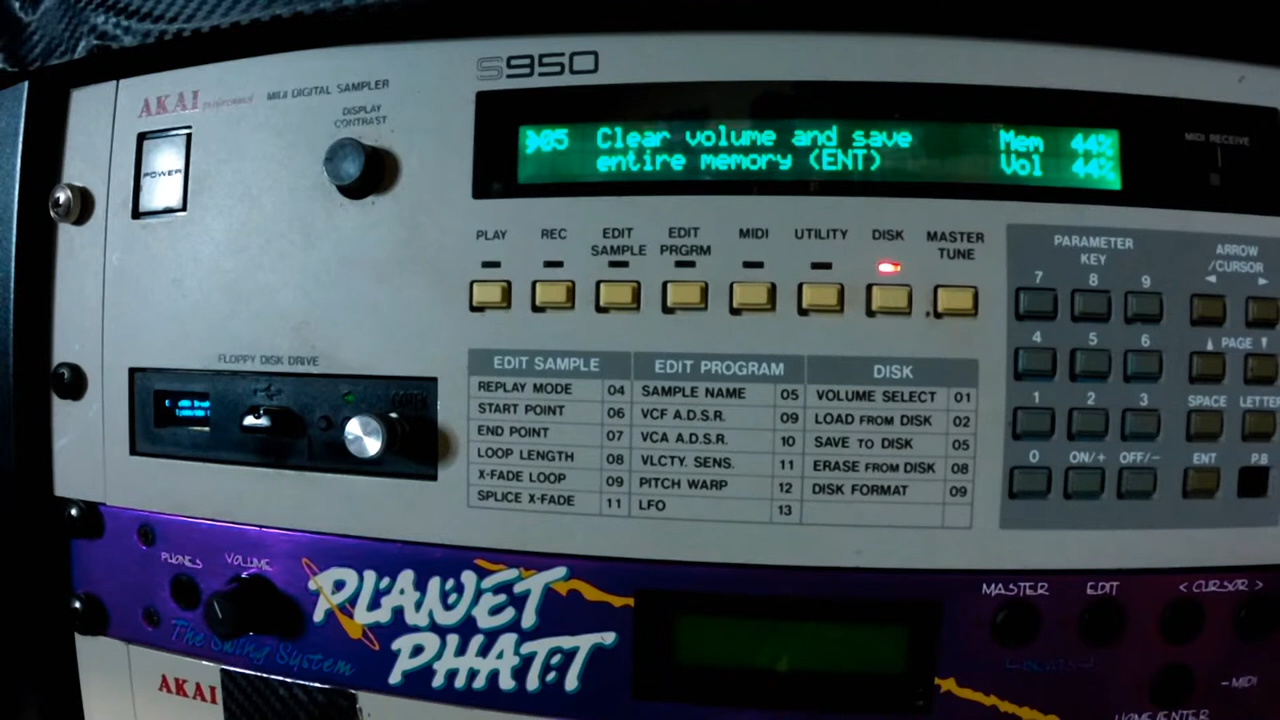 S950
AKAI professional MIDI DIGITAL SAMPLER
DISPLAY
CONTRAST
POWER
05 Clear volume and save Mem 44%
entire memory (ENT) Vol 44%
MIDI RECEIVE
PLAY REC EDIT SAMPLE EDIT PRGRM MIDI UTILITY DISK MASTER TUNE
PARAMETER KEY
ARROW /CURSOR
7 8 9
4 5 6 PAGE
1 2 3 SPACE LETTER
0 ON/+ OFF/- ENT P.B
FLOPPY DISK DRIVE
EDIT SAMPLE EDIT PROGRAM DISK
REPLAY MODE 04 SAMPLE NAME 05 VOLUME SELECT 01
START POINT 06 VCF A.D.S.R. 09 LOAD FROM DISK 02
END POINT 07 VCA A.D.S.R. 10 SAVE TO DISK 05
LOOP LENGTH 08 VLCTY. SENS. 11 ERASE FROM DISK 08
X-FADE LOOP 09 PITCH WARP 12 DISK FORMAT 09
SPLICE X-FADE 11 LFO 13
PHONES VOLUME
PLANET
PHATT
The Swing System
MASTER EDIT < CURSOR >
BEATS
-MIDI
HOME/ENTER
AKAI